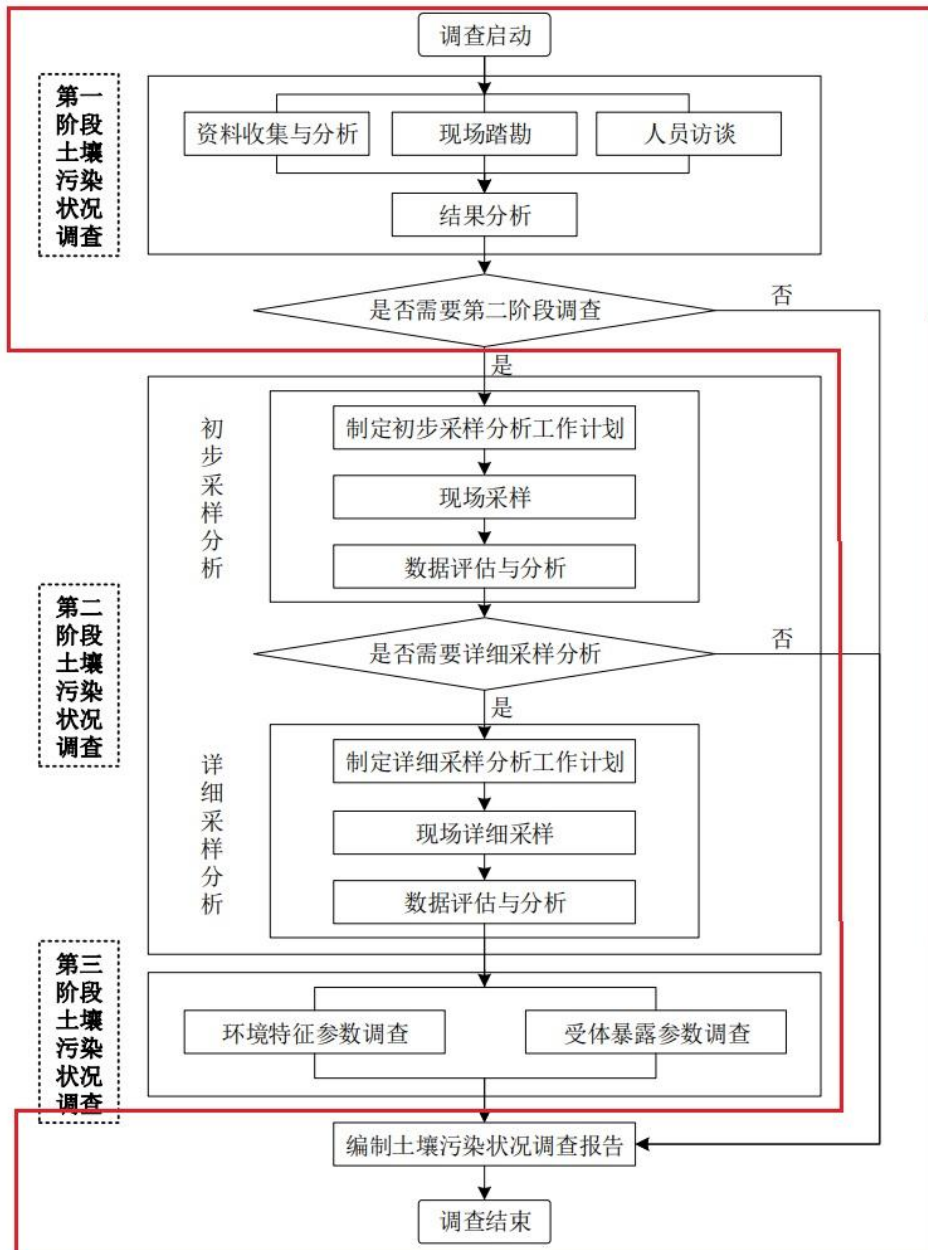 调查启动
第一
阶段
土壤
污染
状况
调查
资料收集与分析
现场踏勘
人员访谈
结果分析
是否需要第二阶段调查
否
是
初
步
采
样
分
析
制定初步采样分析工作计划
现场采样
数据评估与分析
第二
阶段
土壤
污染
状况
调查
是否需要详细采样分析
否
是
详
细
采
样
分
析
制定详细采样分析工作计划
现场详细采样
数据评估与分析
第三
阶段
土壤
污染
状况
调查
环境特征参数调查
受体暴露参数调查
编制土壤污染状况调查报告
调查结束